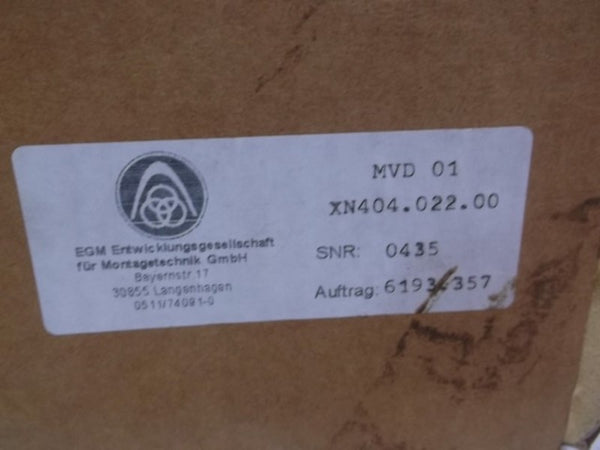 EGM Entwicklungsgesellschaft
für Montagetechnik GmbH
Bayernstr 17
30855 Langenhagen
0511/74091-0
MVD 01
XN404.022.00
SNR: 0435
Auftrag: